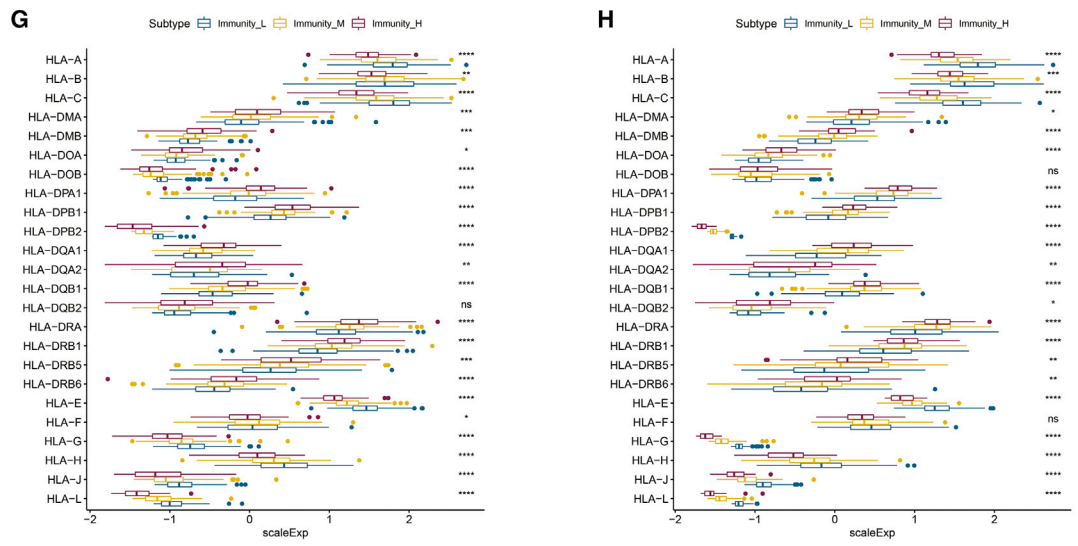 G
Subtype Immunity_L Immunity_M Immunity_H
HLA−A ****
HLA−B **
HLA−C ****
HLA−DMA ***
HLA−DMB ***
HLA−DOA *
HLA−DOB ****
HLA−DPA1 ****
HLA−DPB1 ****
HLA−DPB2 ****
HLA−DQA1 ****
HLA−DQA2 **
HLA−DQB1 ****
HLA−DQB2 ns
HLA−DRA ****
HLA−DRB1 ****
HLA−DRB5 ***
HLA−DRB6 ****
HLA−E ****
HLA−F *
HLA−G ****
HLA−H ****
HLA−J ****
HLA−L ****
−2 −1 0 1 2
scaleExp
H
Subtype Immunity_L Immunity_M Immunity_H
HLA−A ****
HLA−B ***
HLA−C ****
HLA−DMA *
HLA−DMB ****
HLA−DOA ****
HLA−DOB ns
HLA−DPA1 ****
HLA−DPB1 ****
HLA−DPB2 ****
HLA−DQA1 ****
HLA−DQA2 **
HLA−DQB1 ****
HLA−DQB2 *
HLA−DRA ****
HLA−DRB1 ****
HLA−DRB5 **
HLA−DRB6 **
HLA−E ****
HLA−F ns
HLA−G ****
HLA−H ****
HLA−J ****
HLA−L ****
−2 −1 0 1 2
scaleExp